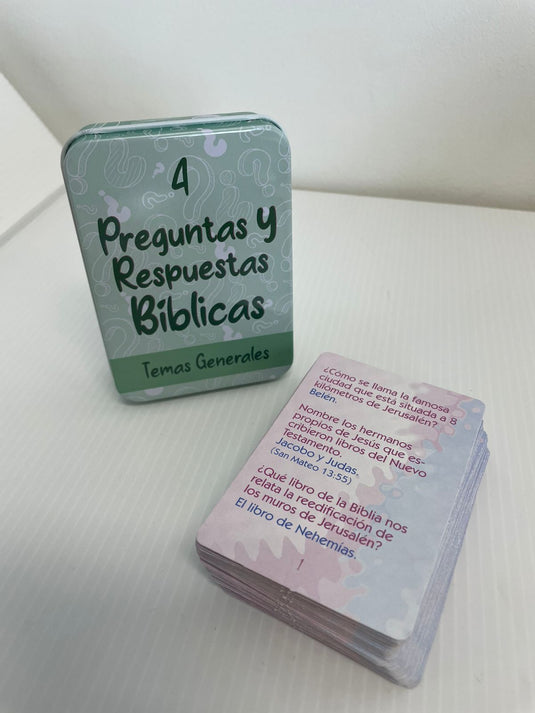 4
Preguntas y
Respuestas
Bíblicas
Temas Generales
¿Cómo se llama la famosa
ciudad que está situada a 8
kilómetros de Jerusalén?
Belén.
Nombre los hermanos
propios de Jesús que es-
cribieron libros del Nuevo
Testamento.
Jacobo y Judas.
(San Mateo 13:55)
¿Qué libro de la Biblia nos
relata la reedificación de
los muros de Jerusalén?
El libro de Nehemías.
1